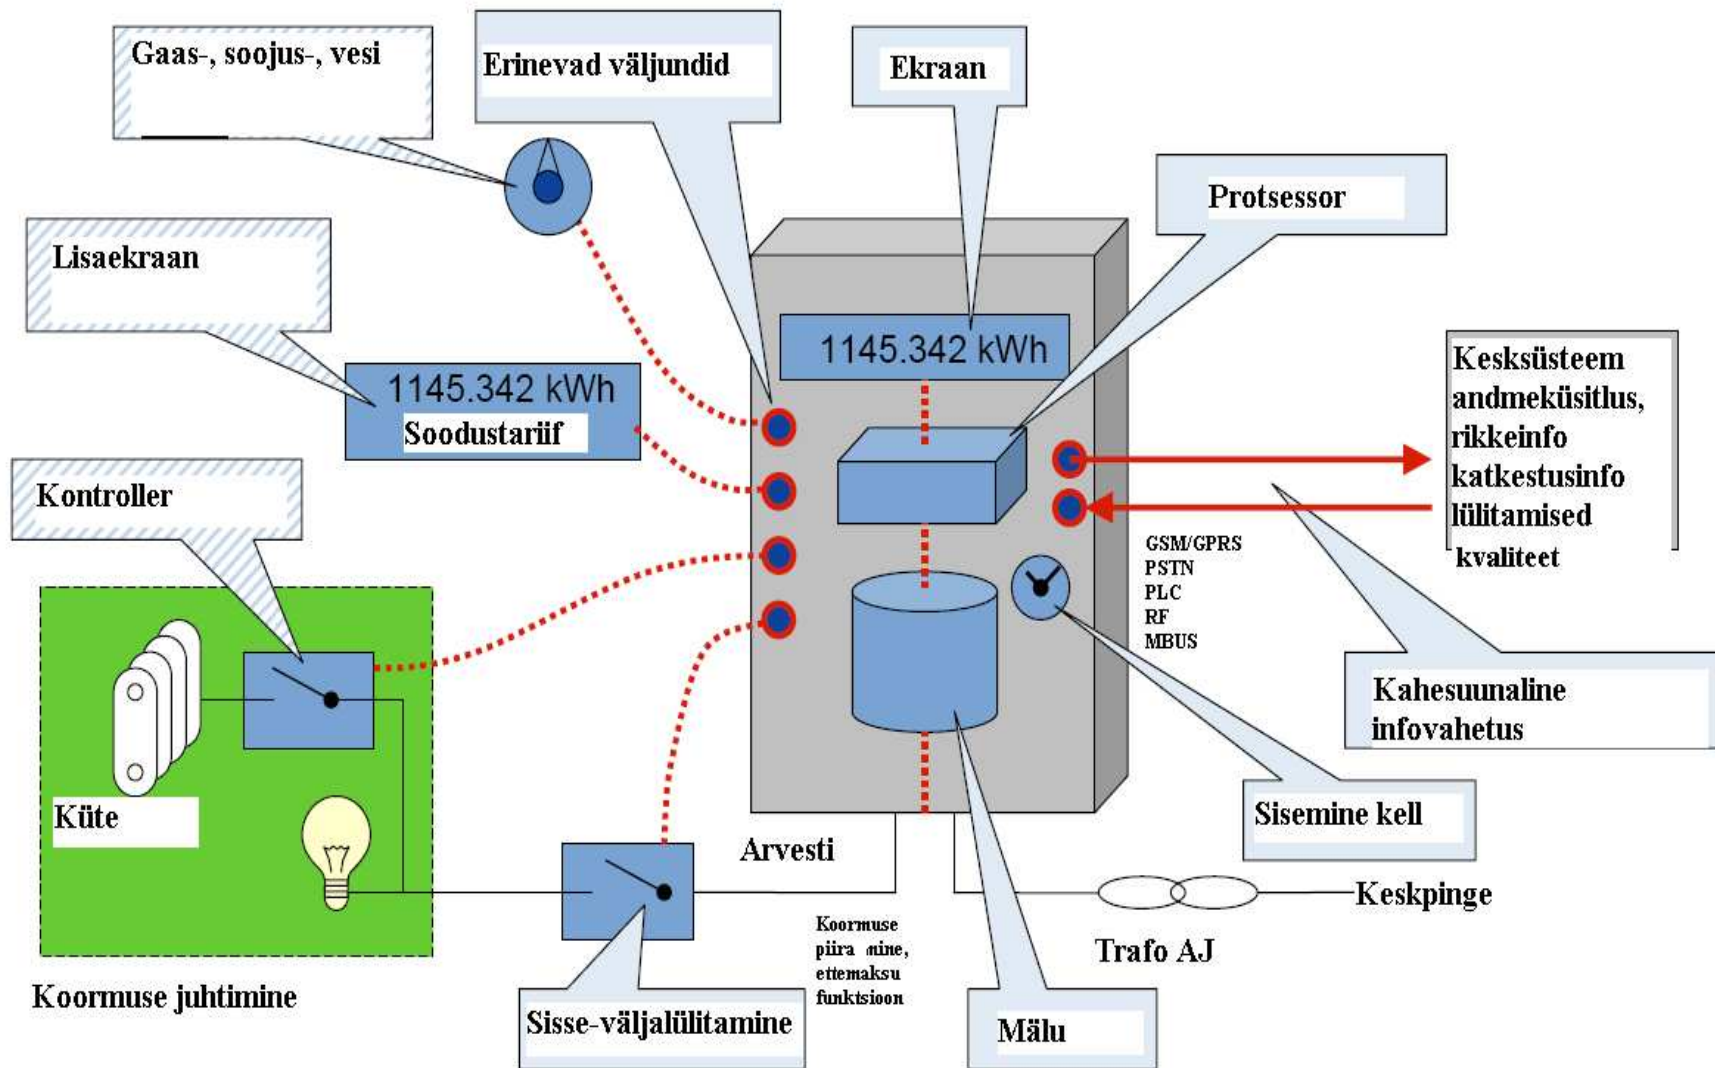 Gaas-, soojus-, vesi
Erinevad väljundid
Ekraan
Protsessor
Lisaekraan
1145.342 kWh
1145.342 kWh
Soodustariif
Kesksüsteem
andmeküsitlus,
rikkeinfo
katkestusinfo
lülitamised
kvaliteet
Kontroller
GSM/GPRS
PSTN
PLC
RF
MBUS
Kahesuunaline
infovahetus
Küte
Sisemine kell
Arvesti
Keskpinge
Koormuse
piira mine,
ettemaksu
funktsioon
Trafo AJ
Koormuse juhtimine
Sisse-väljalülitamine
Mälu